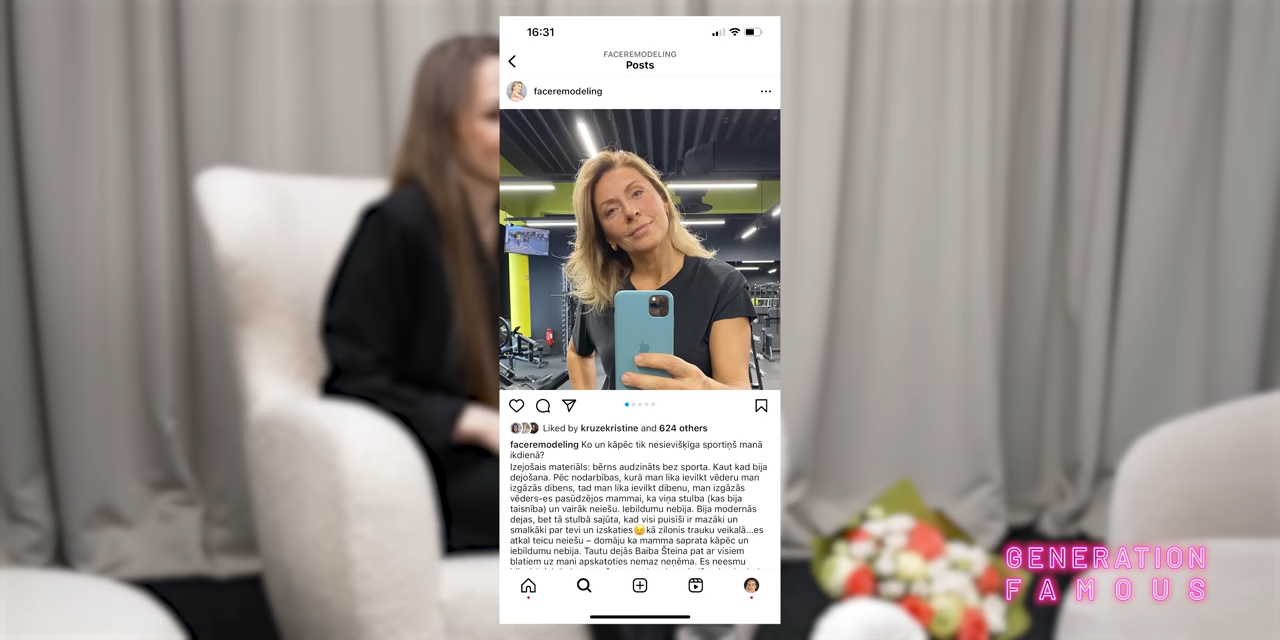 16:31
FACEREMODELING
Posts
faceremodeling
Liked by kruzekristine and 624 others
faceremodeling Ko un kāpēc tik nesievišķīga sportiņš manā
ikdienā?
Izejošais materiāls: bērns audzināts bez sporta. Kaut kad bija
dejošana. Pēc nodarbības, kurā man lika ievilkt vēderu man
izgāzās dibens, tad man lika ievilkt dibenu, man izgāzās
vēders-es pasūdzējos mammai, ka viņa stulba (kas bija
taisnība) un vairāk neiešu. Iebildumu nebija. Bija modernās
dejas, bet tā stulbā sajūta, kad visi puisīši ir mazāki un
smalkāki par tevi un izskaties😏kā zilonis trauku veikalā...es
atkal teicu neiešu – domāju ka mamma saprata kāpēc un
iebildumu nebija. Tautu dejās Baiba Šteina pat ar visiem
blatiem uz mani apskatoties nemaz neņēma. Es neesmu
GENERATION
FAMOUS